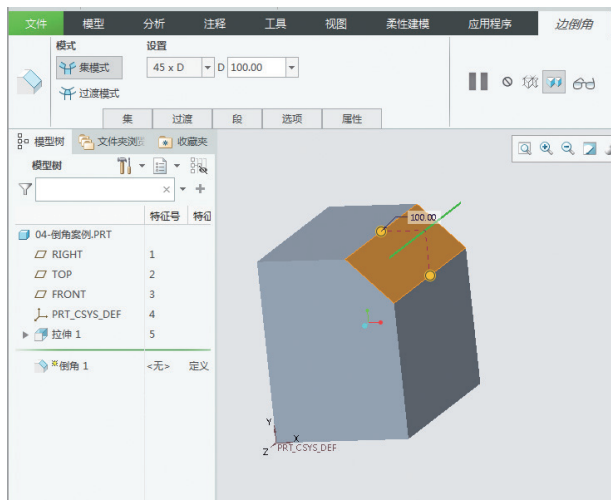 文件 模型 分析 注释 工具 视图 柔性建模 应用程序 边倒角
模式 设置
集模式 45 x D D 100.00
过渡模式
集 过渡 段 选项 属性
模型树 文件夹浏 收藏夹
模型树
特征号 特征
04-倒角案例.PRT
RIGHT 1
TOP 2
FRONT 3
PRT_CSYS_DEF 4
拉伸 1 5
倒角 1 <无> 定义
100.00
Y
X
Z PRT_CSYS_DEF